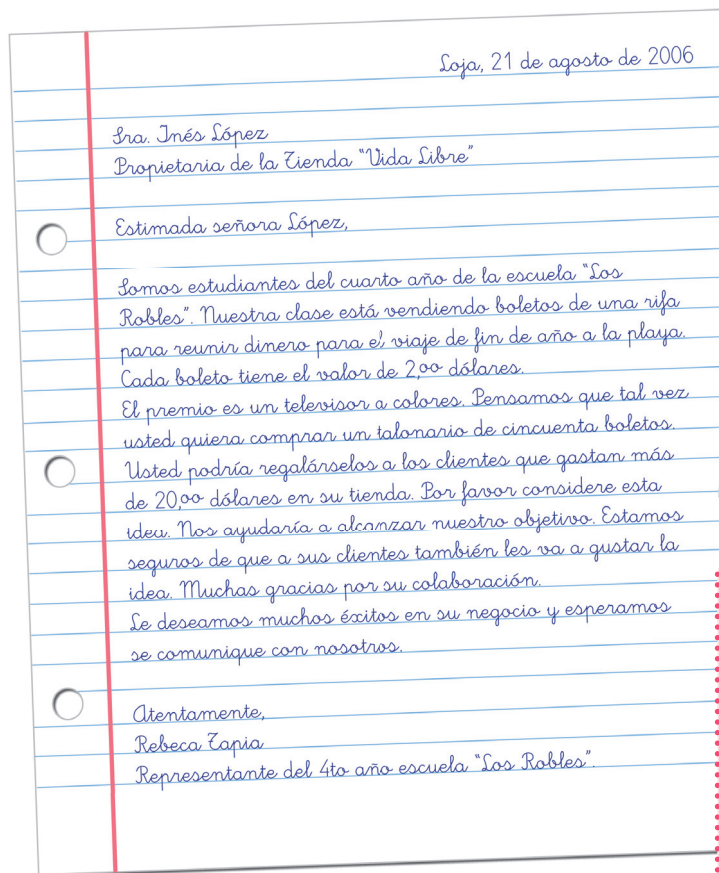 Loja, 21 de agosto de 2006
Sra. Inés López
Propietaria de la Tienda "Vida Libre"
Estimada señora López,
Somos estudiantes del cuarto año de la escuela "Los
Robles". Nuestra clase está vendiendo boletos de una rifa
para reunir dinero para el viaje de fin de año a la playa.
Cada boleto tiene el valor de 2,00 dólares.
El premio es un televisor a colores. Pensamos que tal vez
usted quiera comprar un talonario de cincuenta boletos.
Usted podría regalárselos a los clientes que gastan más
de 20,00 dólares en su tienda. Por favor considere esta
idea. Nos ayudaría a alcanzar nuestro objetivo. Estamos
seguros de que a sus clientes también les va a gustar la
idea. Muchas gracias por su colaboración.
Le deseamos muchos éxitos en su negocio y esperamos
se comunique con nosotros.
Atentamente,
Rebeca Tapia
Representante del 4to año escuela "Los Robles".